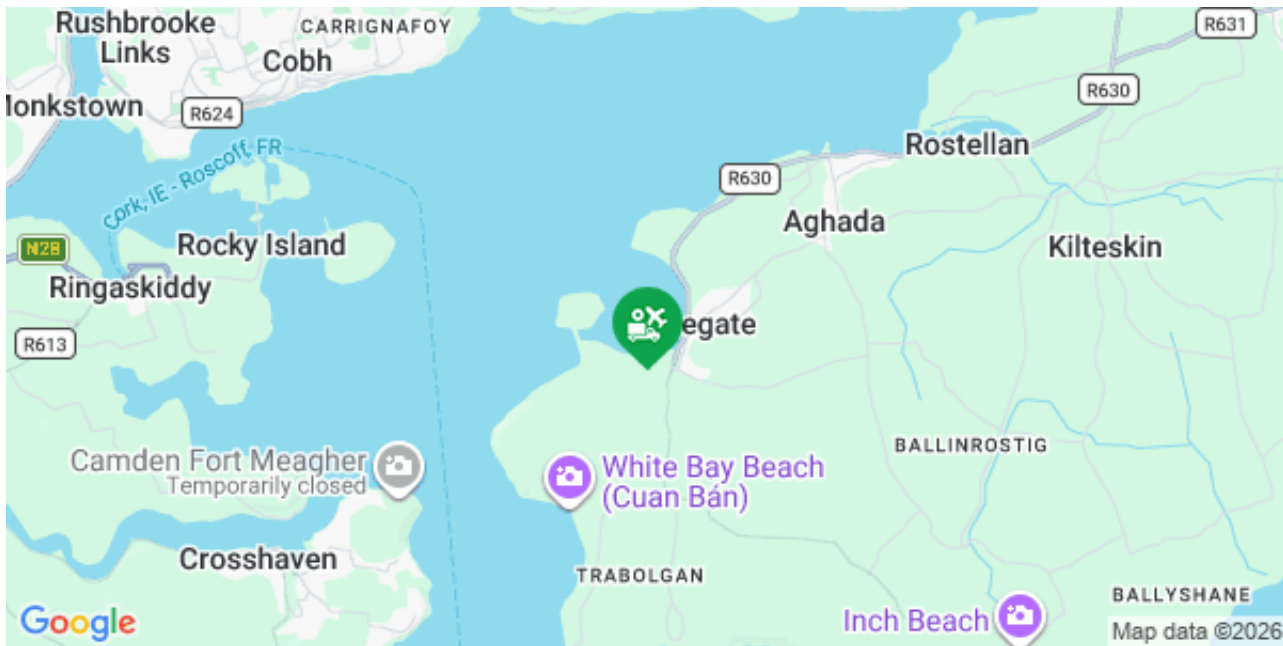 Rushbrooke
Links
CARRIGNAFOY
Cobh
R631
R630
Monkstown
R624
Rostellan
Cork, IE - Roscoff, FR
R630
Aghada
N28
Rocky Island
Kilteskin
Ringaskiddy
egate
R613
BALLINROSTIG
Camden Fort Meagher
Temporarily closed
White Bay Beach
(Cuan Bán)
Crosshaven
TRABOLGAN
BALLYSHANE
Inch Beach
Google
Map data ©2026